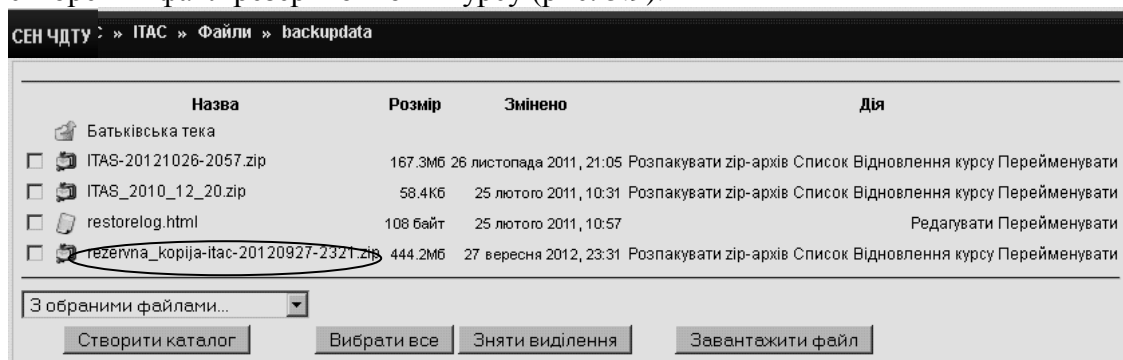 СЕН ЧДТУ » ІТАС » Файли » backupdata
Назва Розмір Змінено Дія
Батьківська тека
ITAS-20121026-2057.zip 167.3Мб 26 листопада 2011, 21:05 Розпакувати zip-архів Список Відновлення курсу Перейменувати
ITAS_2010_12_20.zip 58.4Кб 25 лютого 2011, 10:31 Розпакувати zip-архів Список Відновлення курсу Перейменувати
restorelog.html 108 байт 25 лютого 2011, 10:57 Редагувати Перейменувати
rezervna_kopija-itac-20120927-2321.zip 444.2Мб 27 вересня 2012, 23:31 Розпакувати zip-архів Список Відновлення курсу Перейменувати
З обраними файлами...
Створити каталог Вибрати все Зняти виділення Завантажити файл